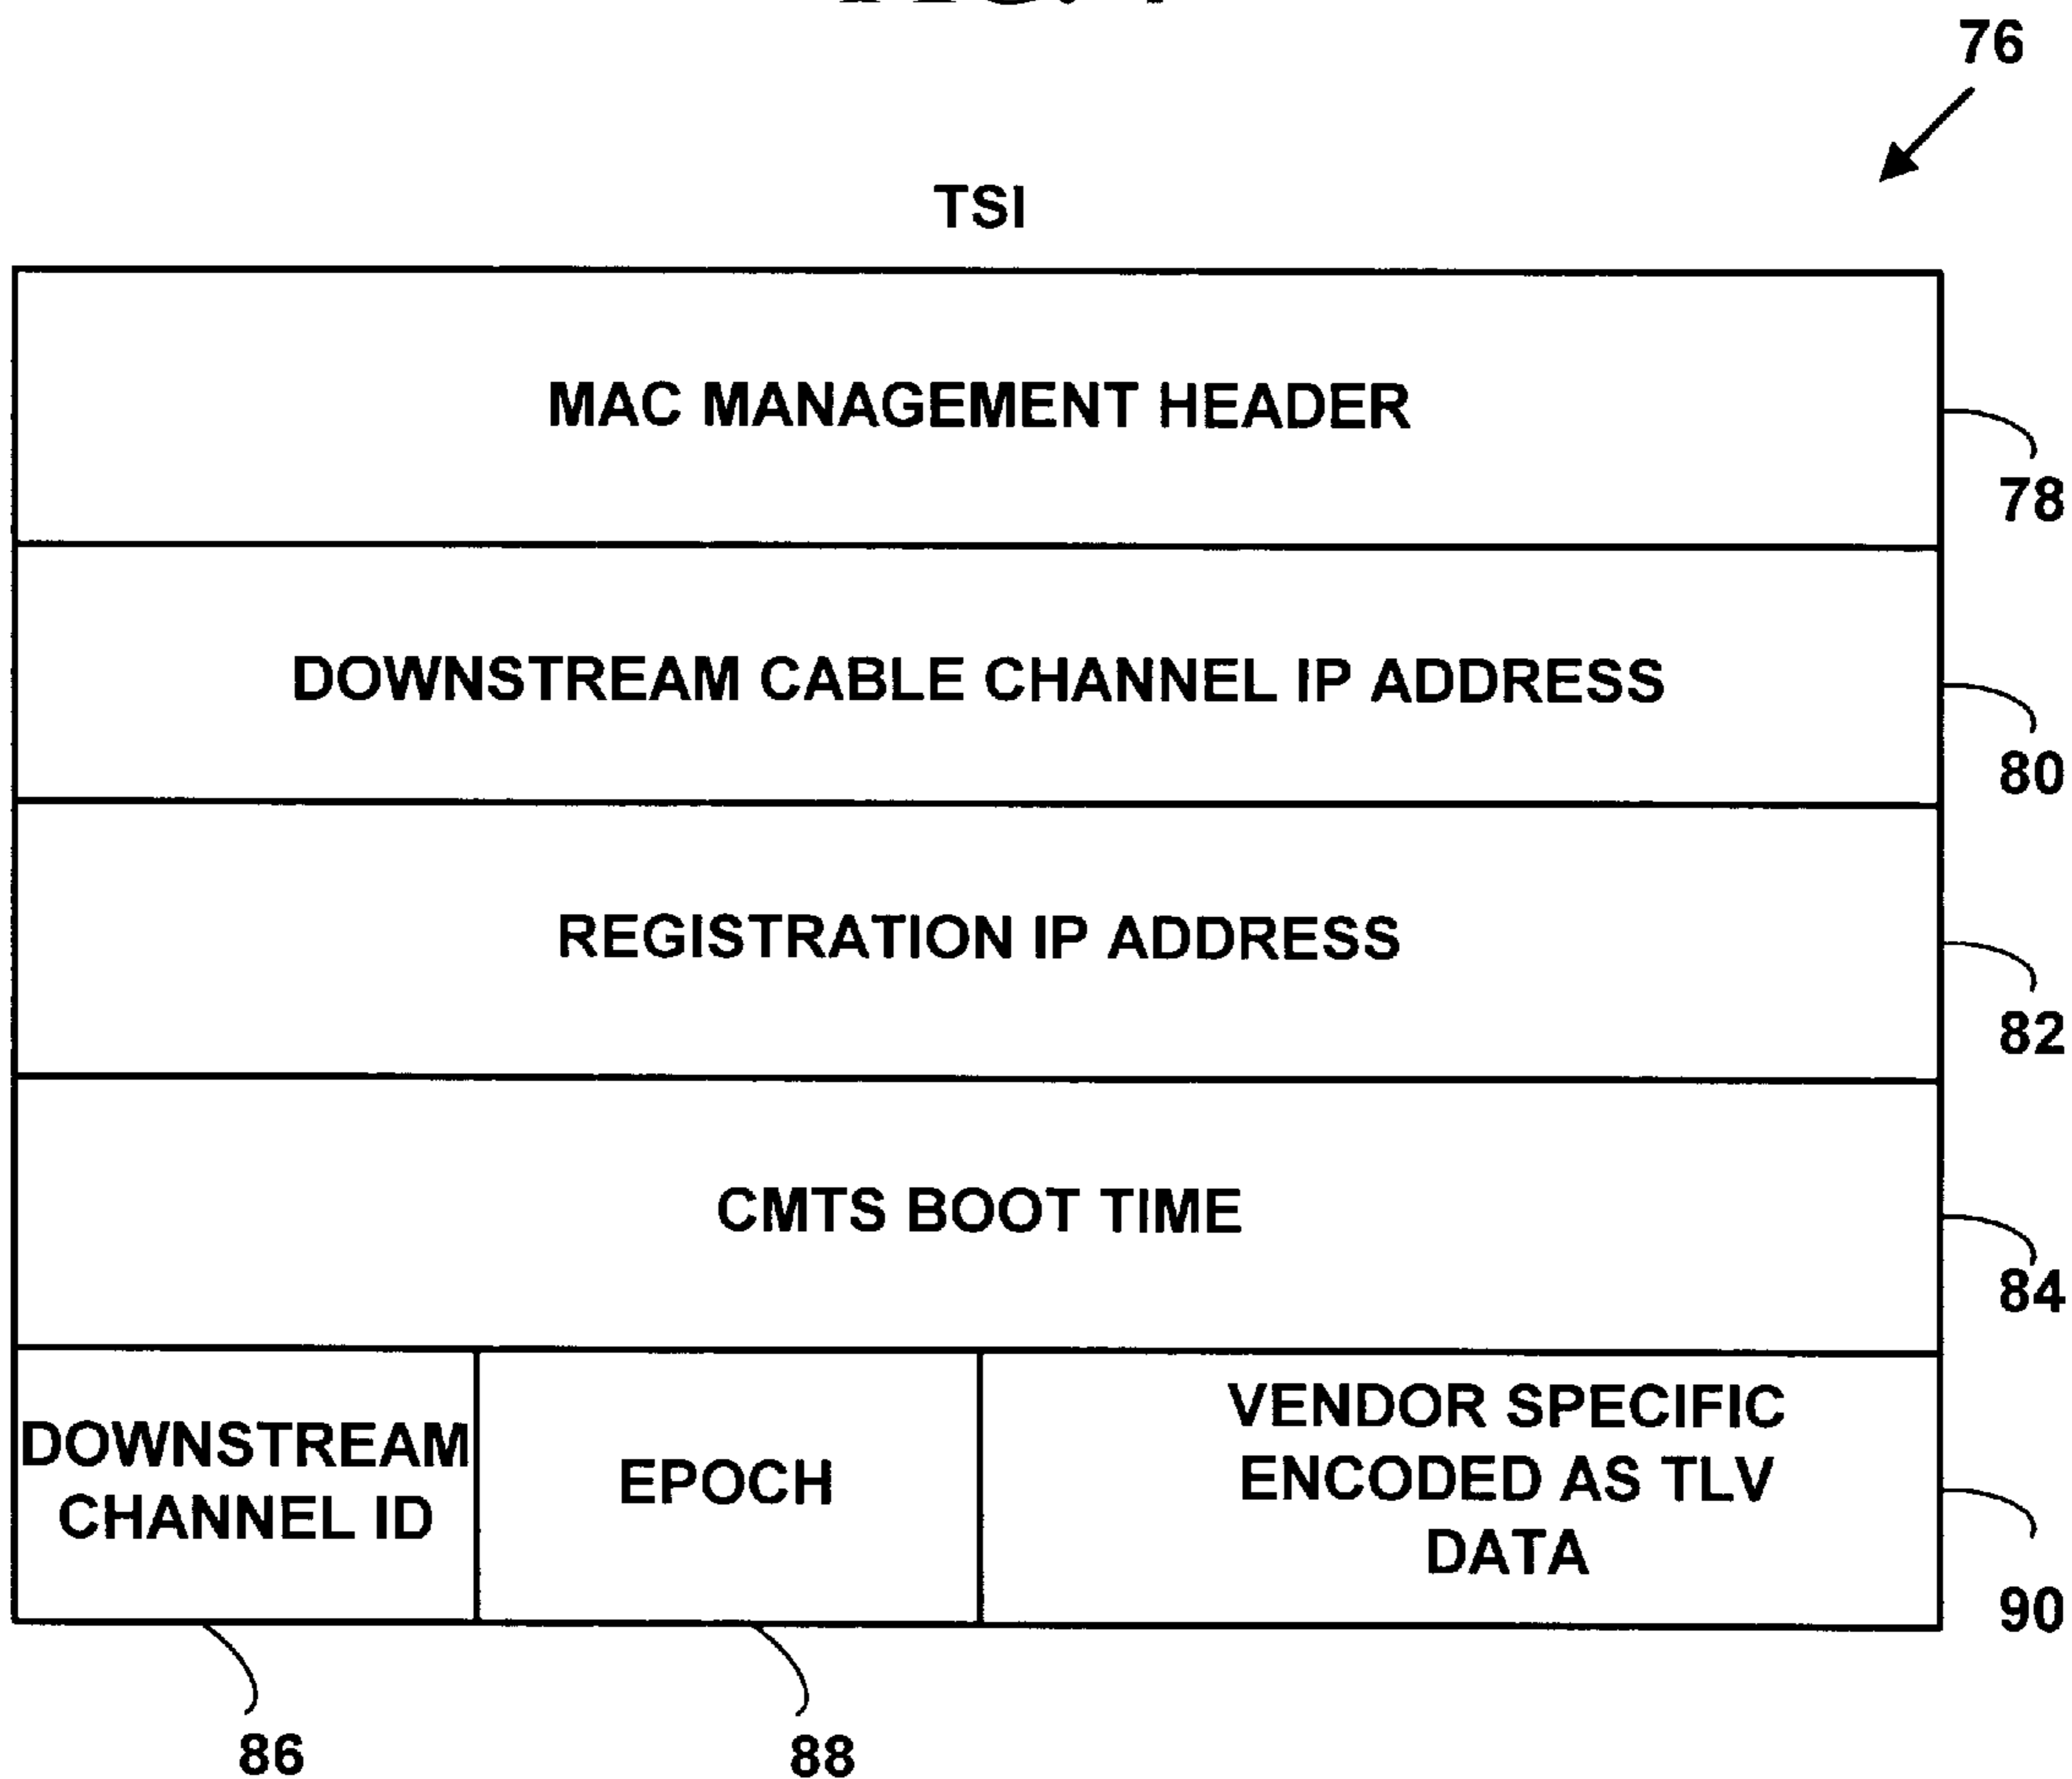 76
TSI
MAC MANAGEMENT HEADER
78
DOWNSTREAM CABLE CHANNEL IP ADDRESS
80
REGISTRATION IP ADDRESS
82
CMTS BOOT TIME
84
DOWNSTREAM
CHANNEL ID
EPOCH
VENDOR SPECIFIC
ENCODED AS TLV
DATA
90
86
88